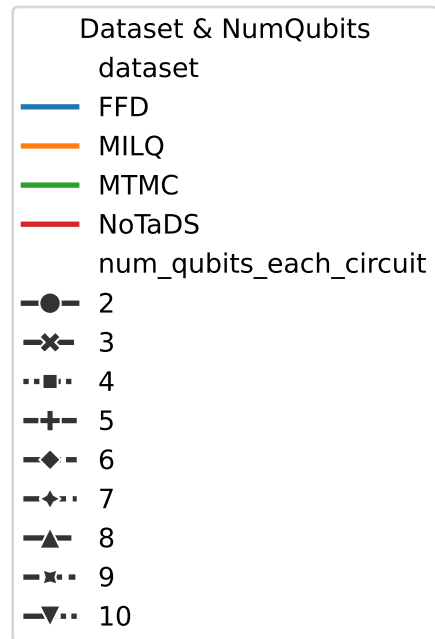 Dataset & NumQubits
dataset
FFD
MILQ
MTMC
NoTaDS
num_qubits_each_circuit
2
3
4
5
6
7
8
9
10